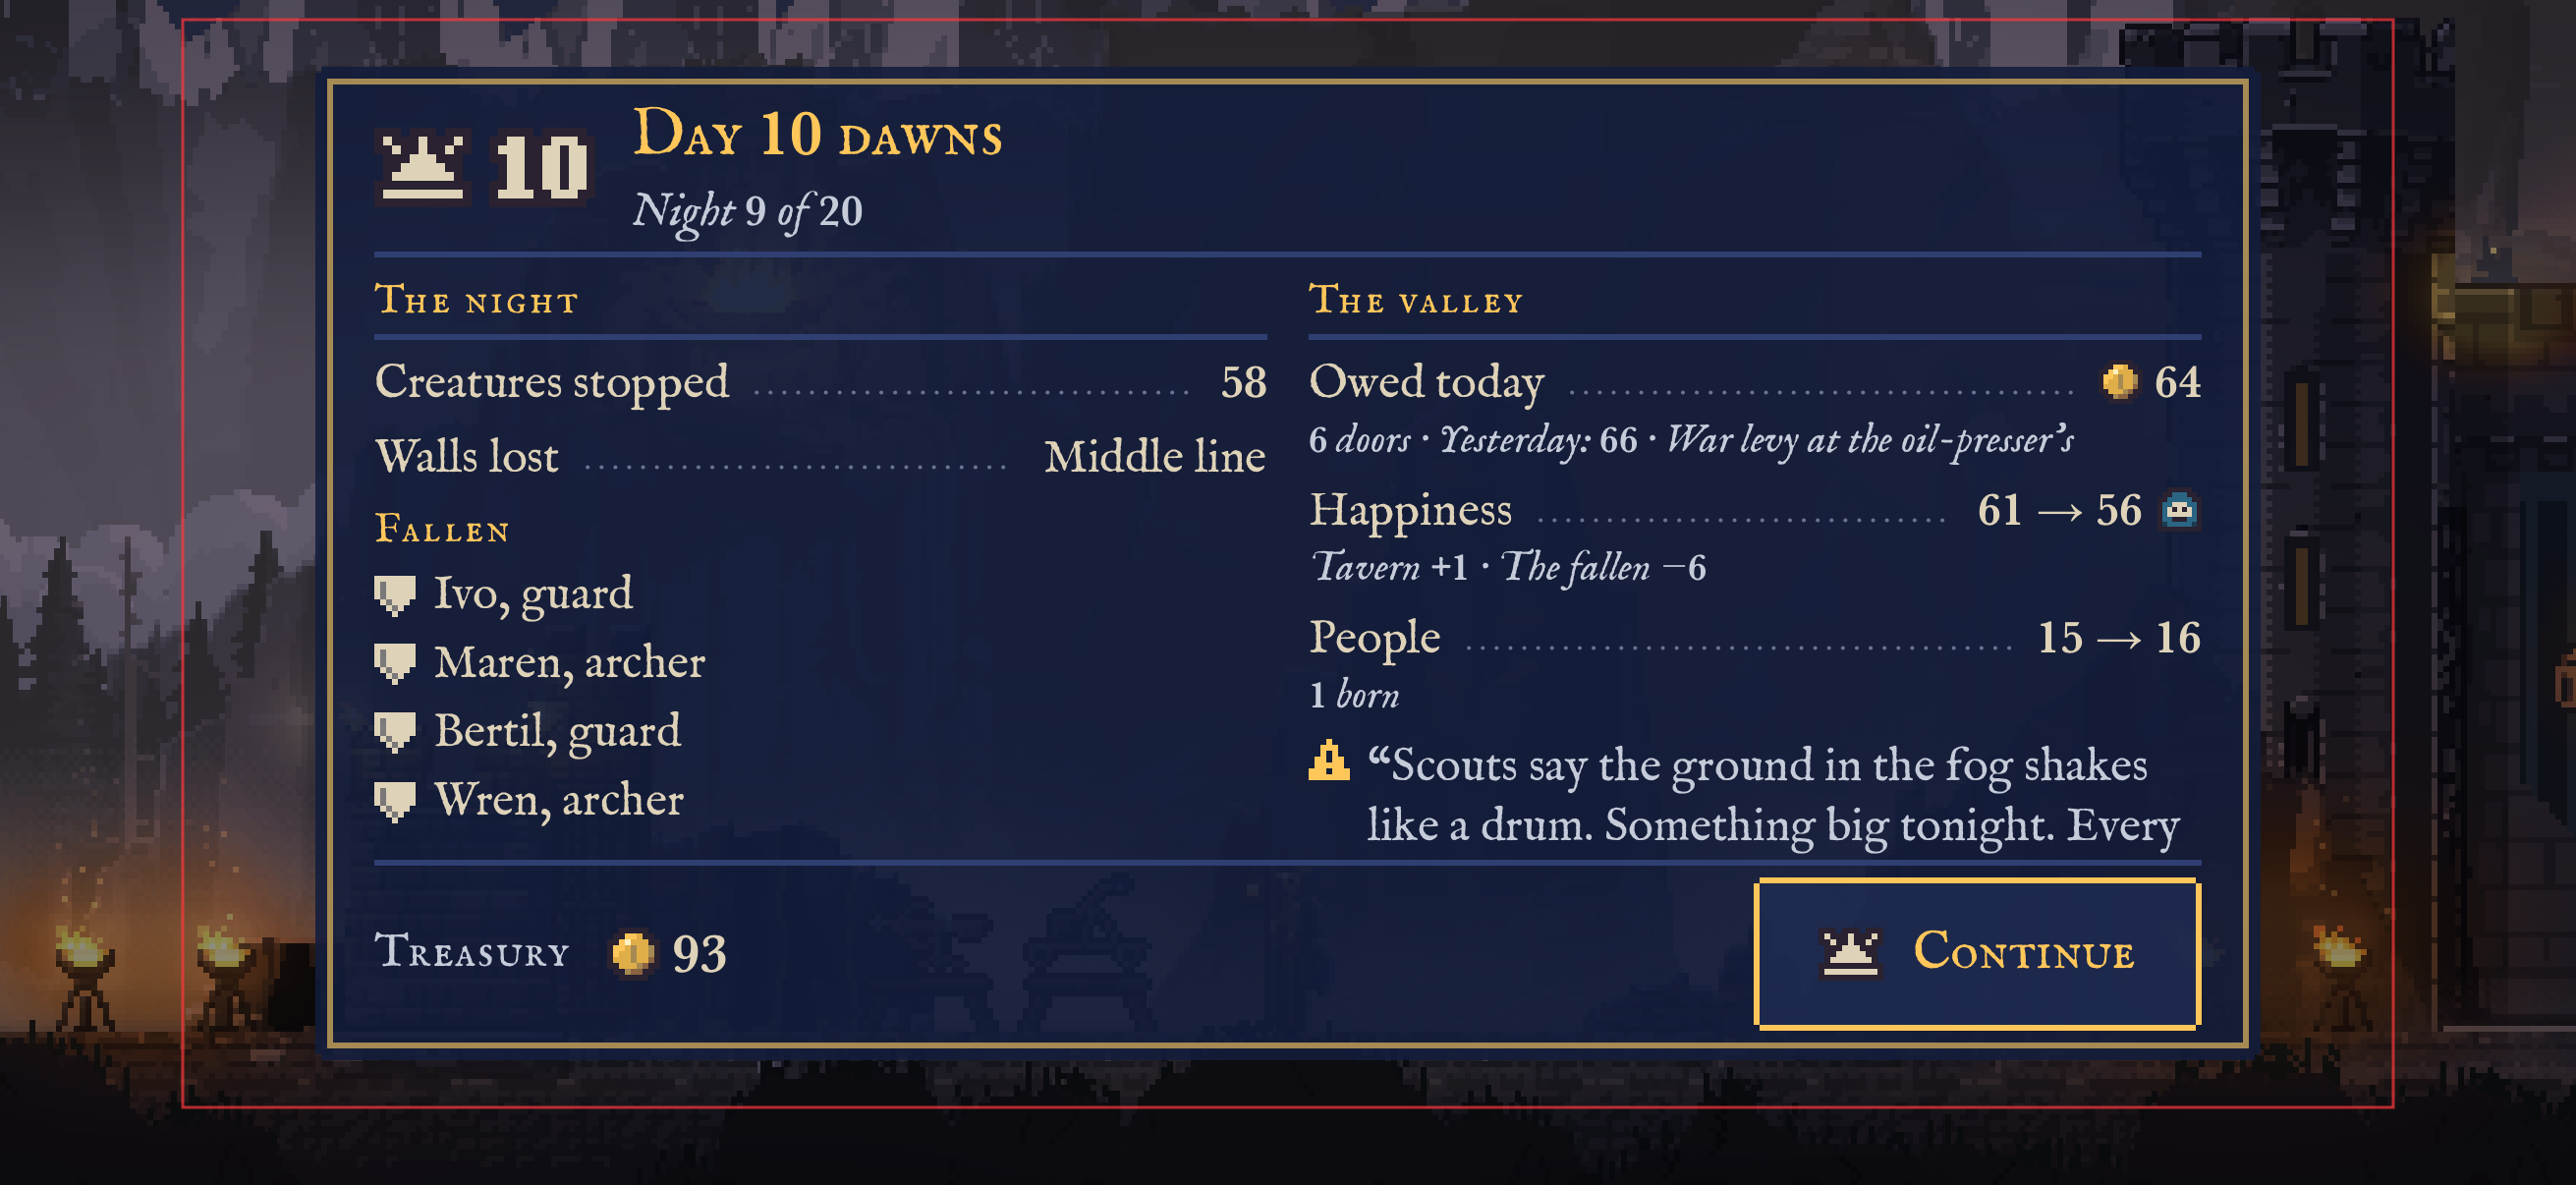 10
Day 10 dawns
Night 9 of 20
The night
Creatures stopped 58
Walls lost Middle line
Fallen
Ivo, guard
Maren, archer
Bertil, guard
Wren, archer
The valley
Owed today 64
6 doors · Yesterday: 66 · War levy at the oil-presser’s
Happiness 61 → 56
Tavern +1 · The fallen −6
People 15 → 16
1 born
“Scouts say the ground in the fog shakes
like a drum. Something big tonight. Every
Treasury 93
Continue